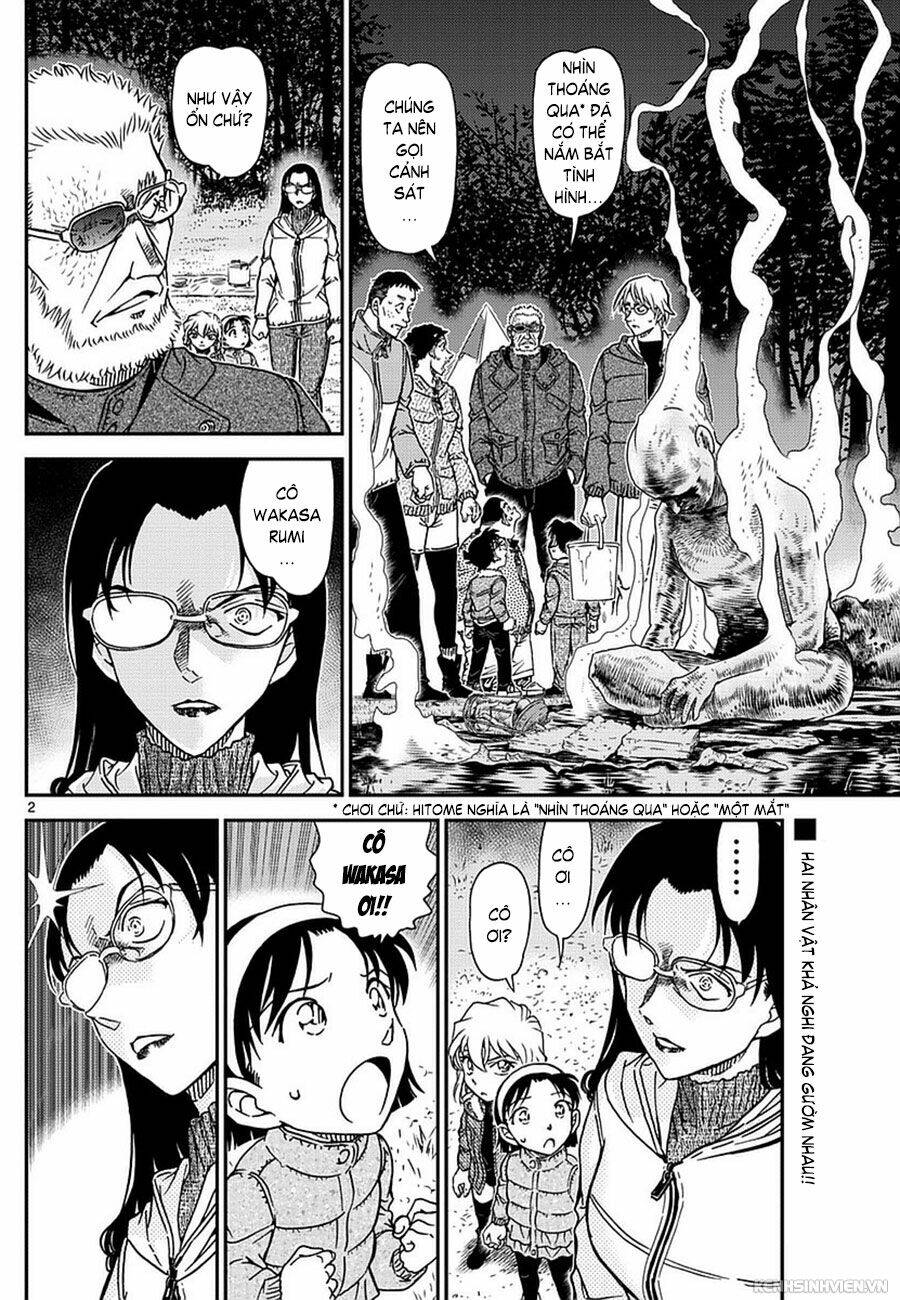 NHÌN
THOÁNG
QUA* ĐÃ
CÓ THỂ
NẮM BẮT
TÌNH
HÌNH...
CHÚNG
TA NÊN
GỌI
CẢNH
SÁT
...
NHƯ VẬY
ỔN CHỨ?
CÔ
WAKASA
RUMI
...
2
* CHƠI CHỮ: HITOME NGHĨA LÀ "NHÌN THOÁNG QUA" HOẶC "MỘT MẮT"
HAI NHÂN VẬT KHẢ NGHI ĐANG GƯỜM NHAU!!
.....
CÔ
ƠI ...
CÔ
ƠI?
CÔ
WAKASA
ƠI!!
KENHSINHVIEN.VN